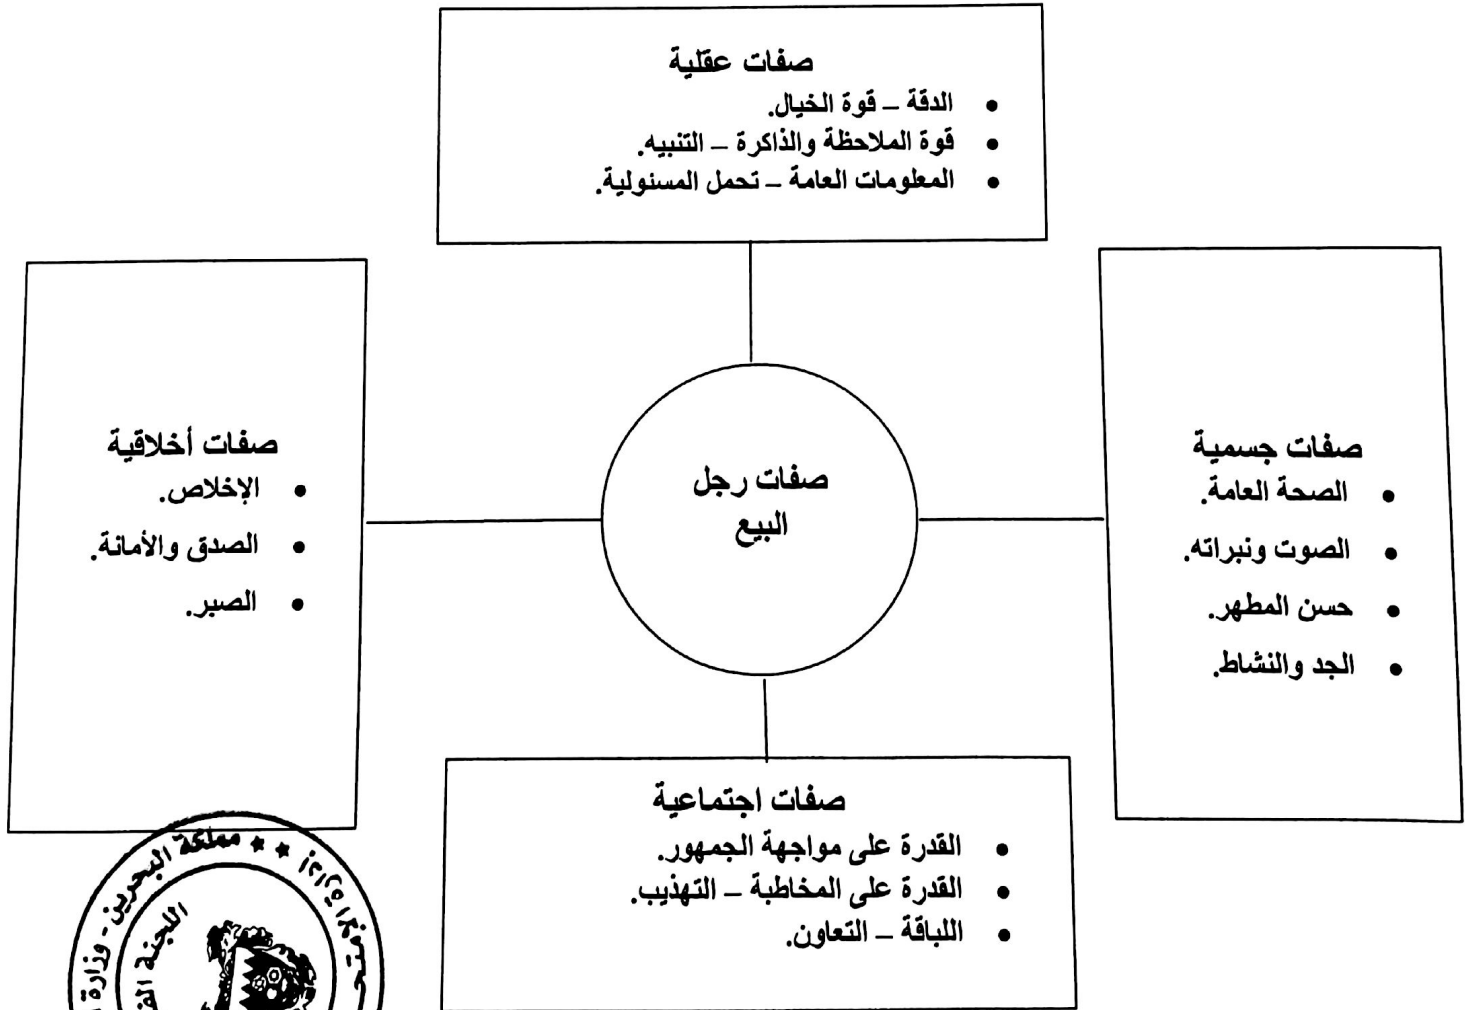 صفات عقلية
• الدقة – قوة الخيال.
• قوة الملاحظة والذاكرة – التنبيه.
• المعلومات العامة – تحمل المسئولية.
صفات جسمية
• الصحة العامة.
• الصوت ونبراته.
• حسن المطهر.
• الجد والنشاط.
صفات رجل
البيع
صفات أخلاقية
• الإخلاص.
• الصدق والأمانة.
• الصبر.
صفات اجتماعية
• القدرة على مواجهة الجمهور.
• القدرة على المخاطبة – التهذيب.
• اللباقة – التعاون.
مملكة البحرين - وزارة
اللجنة